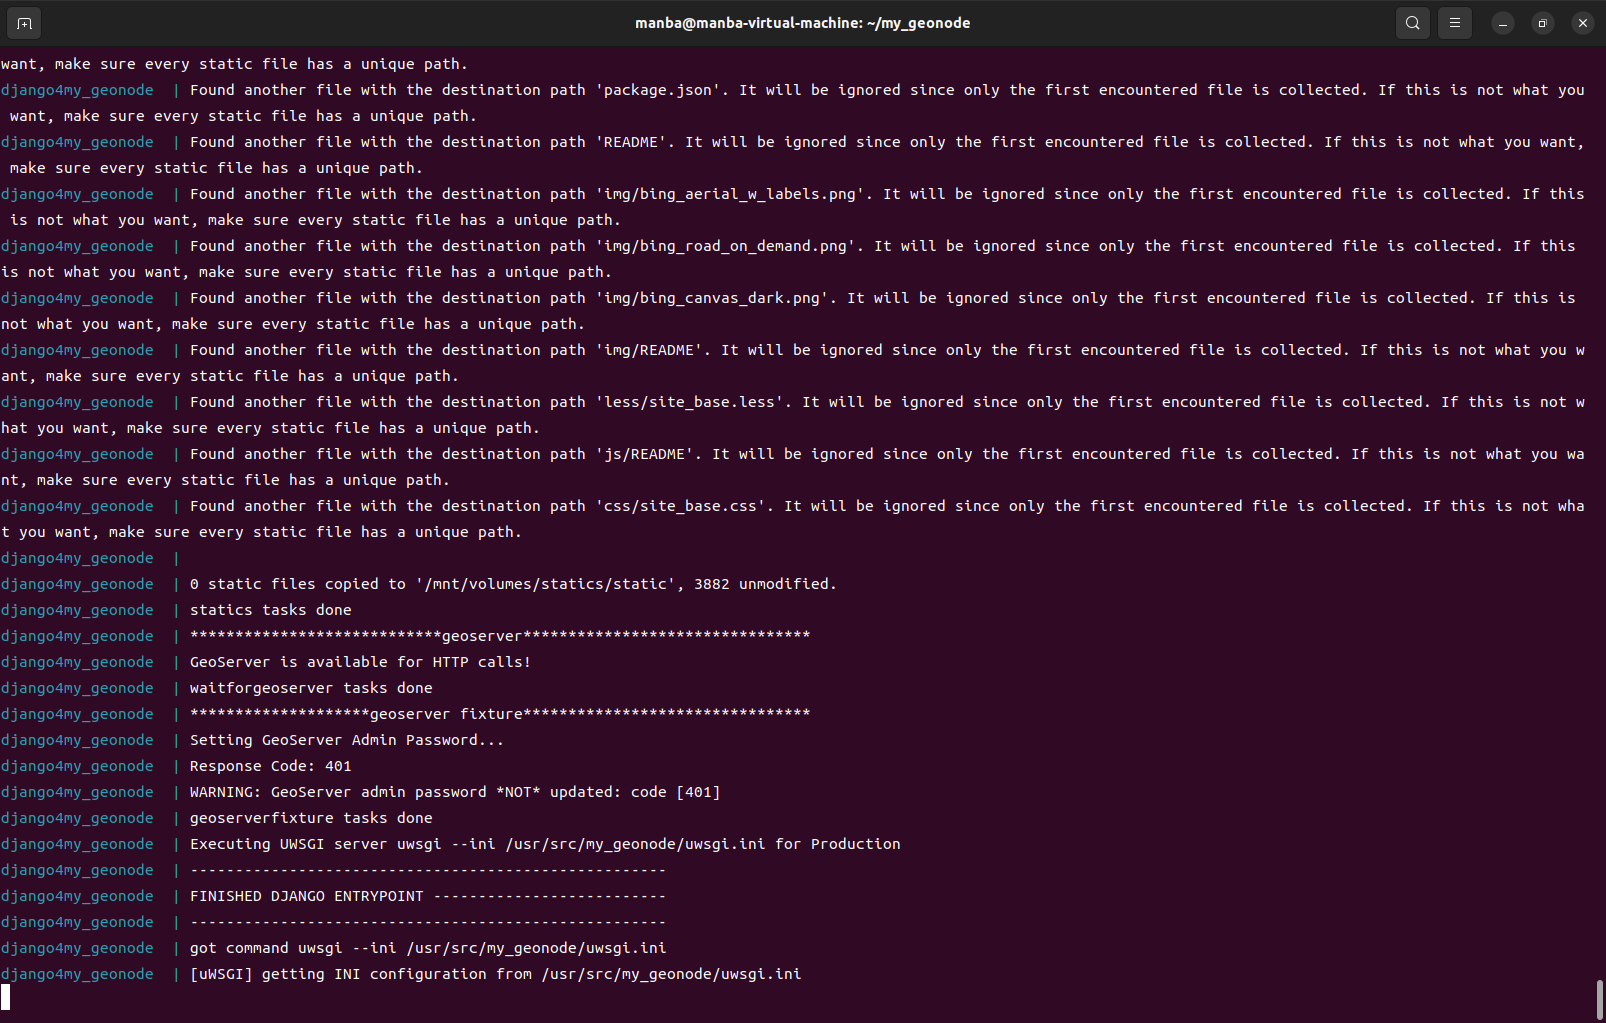 manba@manba-virtual-machine: ~/my_geonode
want, make sure every static file has a unique path.
django4my_geonode  | Found another file with the destination path 'package.json'. It will be ignored since only the first encountered file is collected. If this is not what you
 want, make sure every static file has a unique path.
django4my_geonode  | Found another file with the destination path 'README'. It will be ignored since only the first encountered file is collected. If this is not what you want,
 make sure every static file has a unique path.
django4my_geonode  | Found another file with the destination path 'img/bing_aerial_w_labels.png'. It will be ignored since only the first encountered file is collected. If this
 is not what you want, make sure every static file has a unique path.
django4my_geonode  | Found another file with the destination path 'img/bing_road_on_demand.png'. It will be ignored since only the first encountered file is collected. If this
is not what you want, make sure every static file has a unique path.
django4my_geonode  | Found another file with the destination path 'img/bing_canvas_dark.png'. It will be ignored since only the first encountered file is collected. If this is
not what you want, make sure every static file has a unique path.
django4my_geonode  | Found another file with the destination path 'img/README'. It will be ignored since only the first encountered file is collected. If this is not what you w
ant, make sure every static file has a unique path.
django4my_geonode  | Found another file with the destination path 'less/site_base.less'. It will be ignored since only the first encountered file is collected. If this is not w
hat you want, make sure every static file has a unique path.
django4my_geonode  | Found another file with the destination path 'js/README'. It will be ignored since only the first encountered file is collected. If this is not what you wa
nt, make sure every static file has a unique path.
django4my_geonode  | Found another file with the destination path 'css/site_base.css'. It will be ignored since only the first encountered file is collected. If this is not wha
t you want, make sure every static file has a unique path.
django4my_geonode  |
django4my_geonode  | 0 static files copied to '/mnt/volumes/statics/static', 3882 unmodified.
django4my_geonode  | statics tasks done
django4my_geonode  | ****************************geoserver********************************
django4my_geonode  | GeoServer is available for HTTP calls!
django4my_geonode  | waitforgeoserver tasks done
django4my_geonode  | ********************geoserver fixture********************************
django4my_geonode  | Setting GeoServer Admin Password...
django4my_geonode  | Response Code: 401
django4my_geonode  | WARNING: GeoServer admin password *NOT* updated: code [401]
django4my_geonode  | geoserverfixture tasks done
django4my_geonode  | Executing UWSGI server uwsgi --ini /usr/src/my_geonode/uwsgi.ini for Production
django4my_geonode  | -----------------------------------------------------
django4my_geonode  | FINISHED DJANGO ENTRYPOINT --------------------------
django4my_geonode  | -----------------------------------------------------
django4my_geonode  | got command uwsgi --ini /usr/src/my_geonode/uwsgi.ini
django4my_geonode  | [uWSGI] getting INI configuration from /usr/src/my_geonode/uwsgi.ini